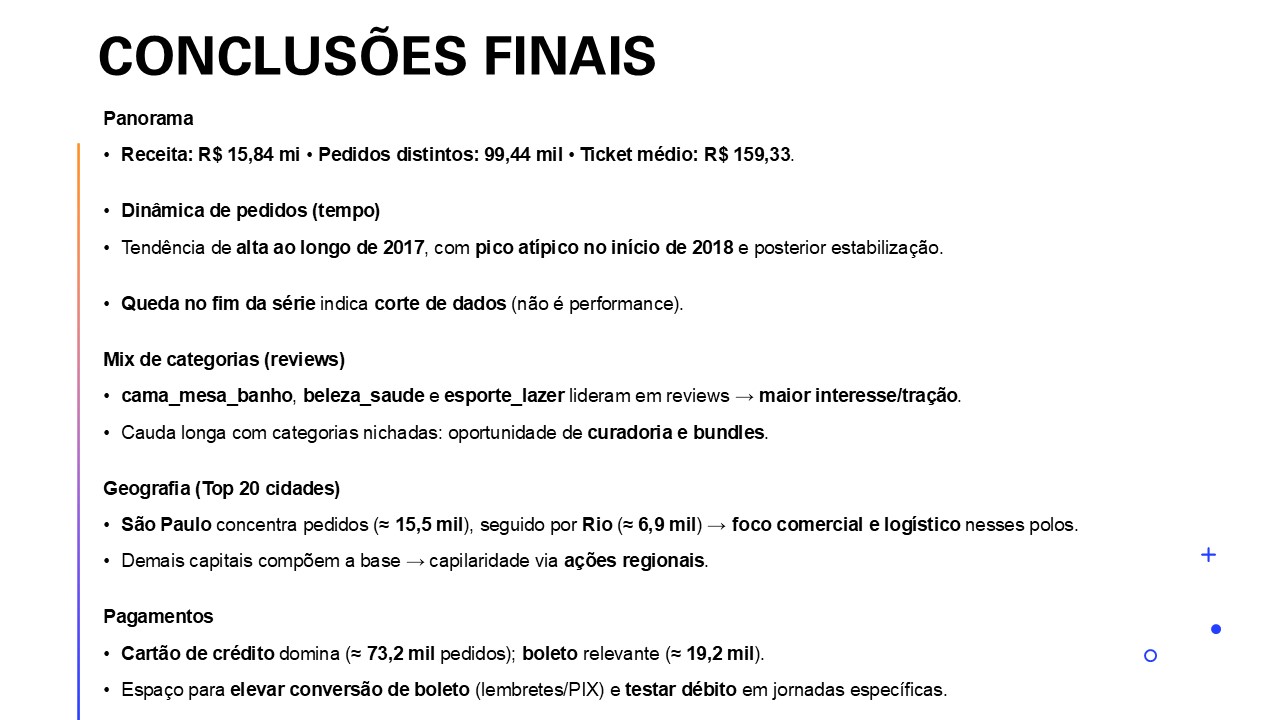 CONCLUSÕES FINAIS
Panorama
• Receita: R$ 15,84 mi • Pedidos distintos: 99,44 mil • Ticket médio: R$ 159,33.
• Dinâmica de pedidos (tempo)
• Tendência de alta ao longo de 2017, com pico atípico no início de 2018 e posterior estabilização.
• Queda no fim da série indica corte de dados (não é performance).
Mix de categorias (reviews)
• cama_mesa_banho, beleza_saude e esporte_lazer lideram em reviews → maior interesse/tração.
• Cauda longa com categorias nichadas: oportunidade de curadoria e bundles.
Geografia (Top 20 cidades)
• São Paulo concentra pedidos (≈ 15,5 mil), seguido por Rio (≈ 6,9 mil) → foco comercial e logístico nesses polos.
• Demais capitais compõem a base → capilaridade via ações regionais.
Pagamentos
• Cartão de crédito domina (≈ 73,2 mil pedidos); boleto relevante (≈ 19,2 mil).
• Espaço para elevar conversão de boleto (lembretes/PIX) e testar débito em jornadas específicas.